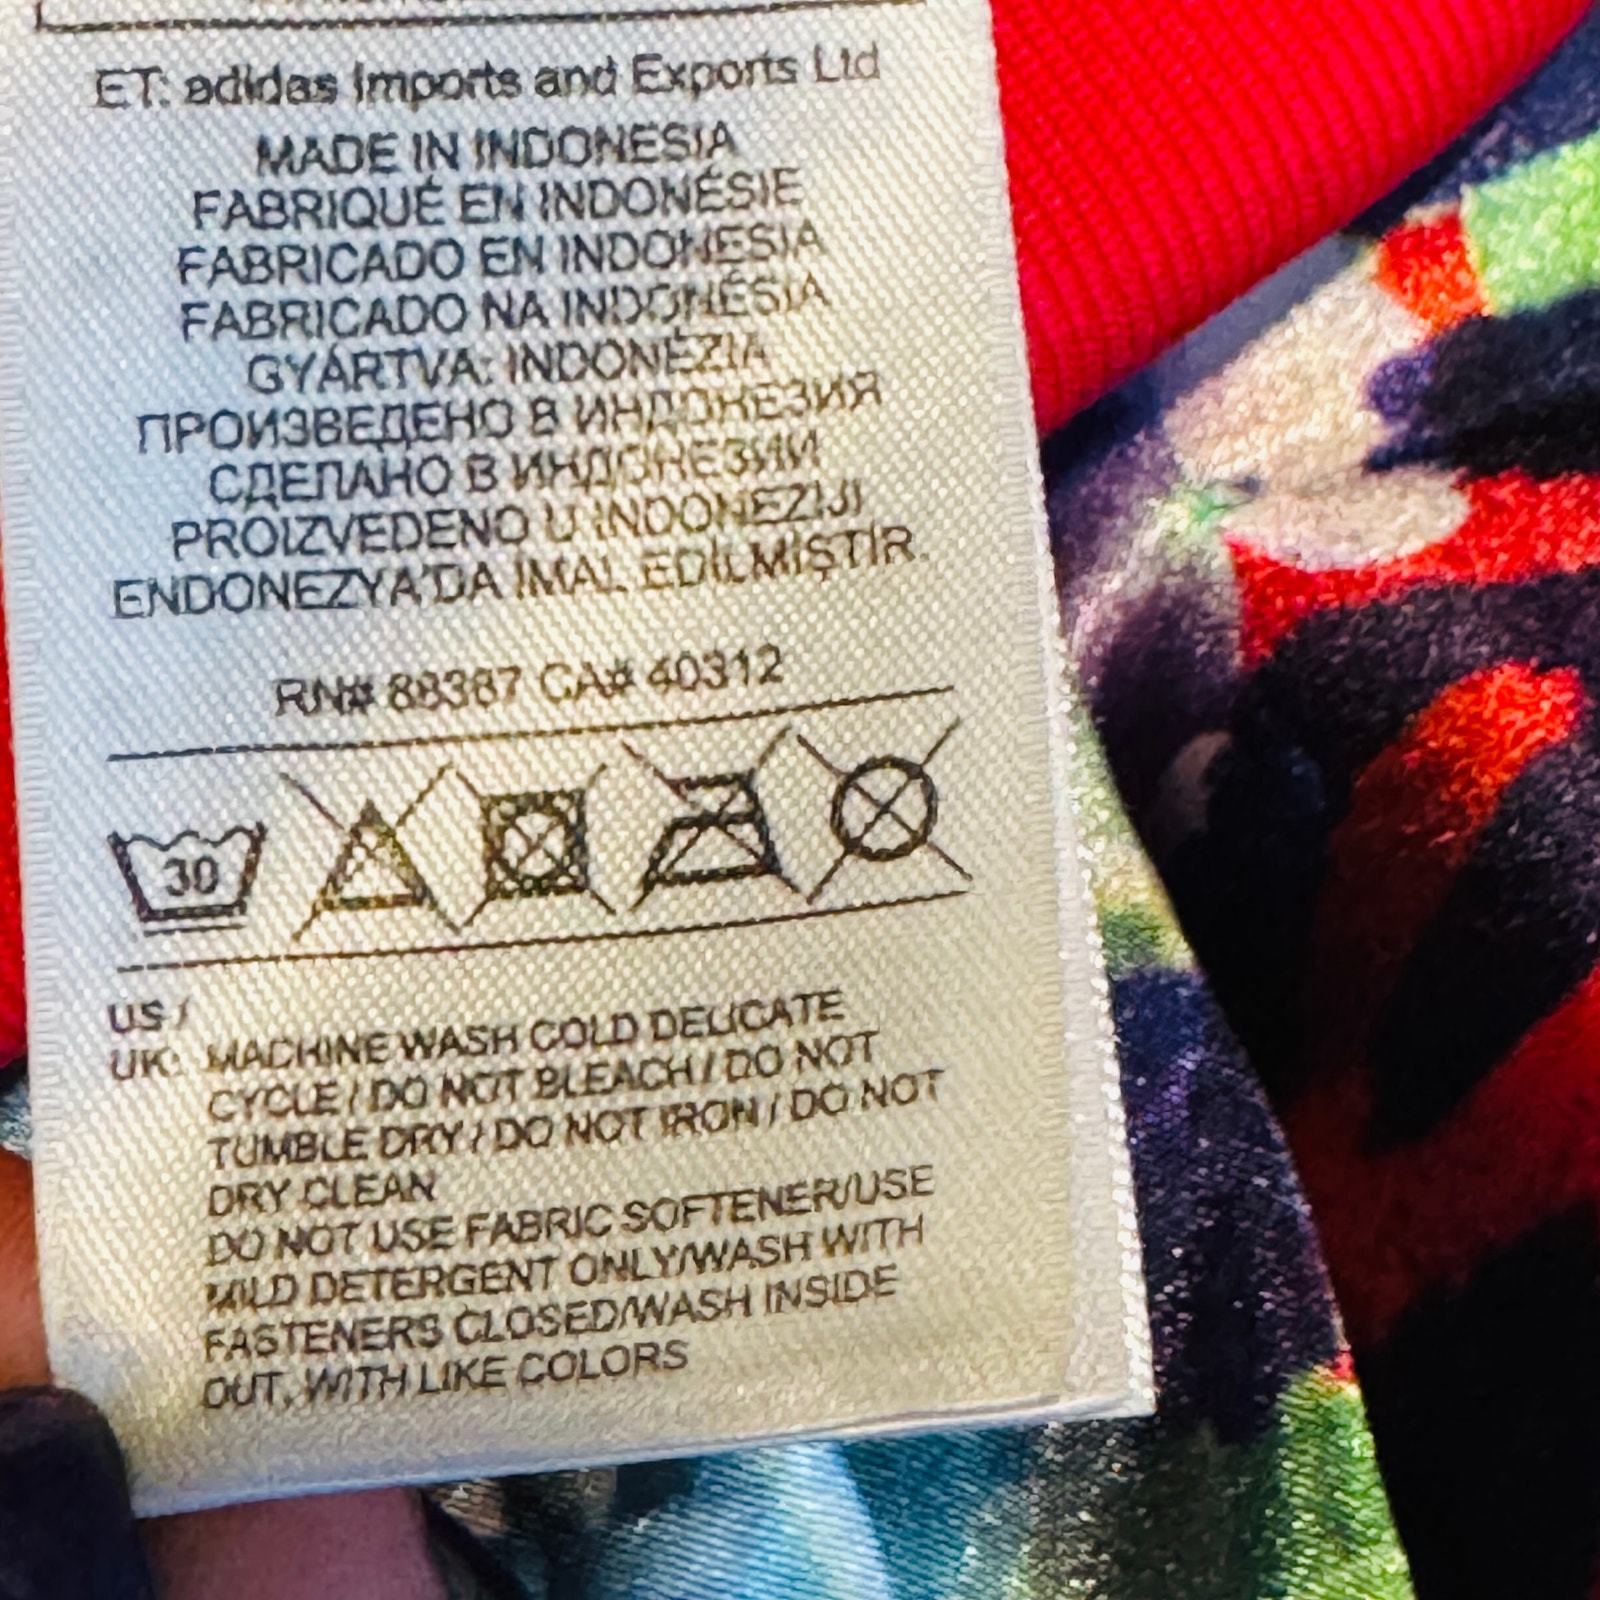 ET: adidas Imports and Exports Ltd
MADE IN INDONESIA
FABRIQUÉ EN INDONÉSIE
FABRICADO EN INDONESIA
FABRICADO NA INDONÉSIA
GYÁRTVA: INDONÉZIA
ПРОИЗВЕДЕНО В ИНДОНЕЗИЯ
СДЕЛАНО В ИНДОНЕЗИИ
PROIZVEDENO U INDONEZIJI
ENDONEZYA'DA İMAL EDİLMİŞTİR.
RN# 88387 CA# 40312
30
US /
UK: MACHINE WASH COLD DELICATE
CYCLE / DO NOT BLEACH / DO NOT
TUMBLE DRY / DO NOT IRON / DO NOT
DRY CLEAN
DO NOT USE FABRIC SOFTENER/USE
MILD DETERGENT ONLY/WASH WITH
FASTENERS CLOSED/WASH INSIDE
OUT, WITH LIKE COLORS